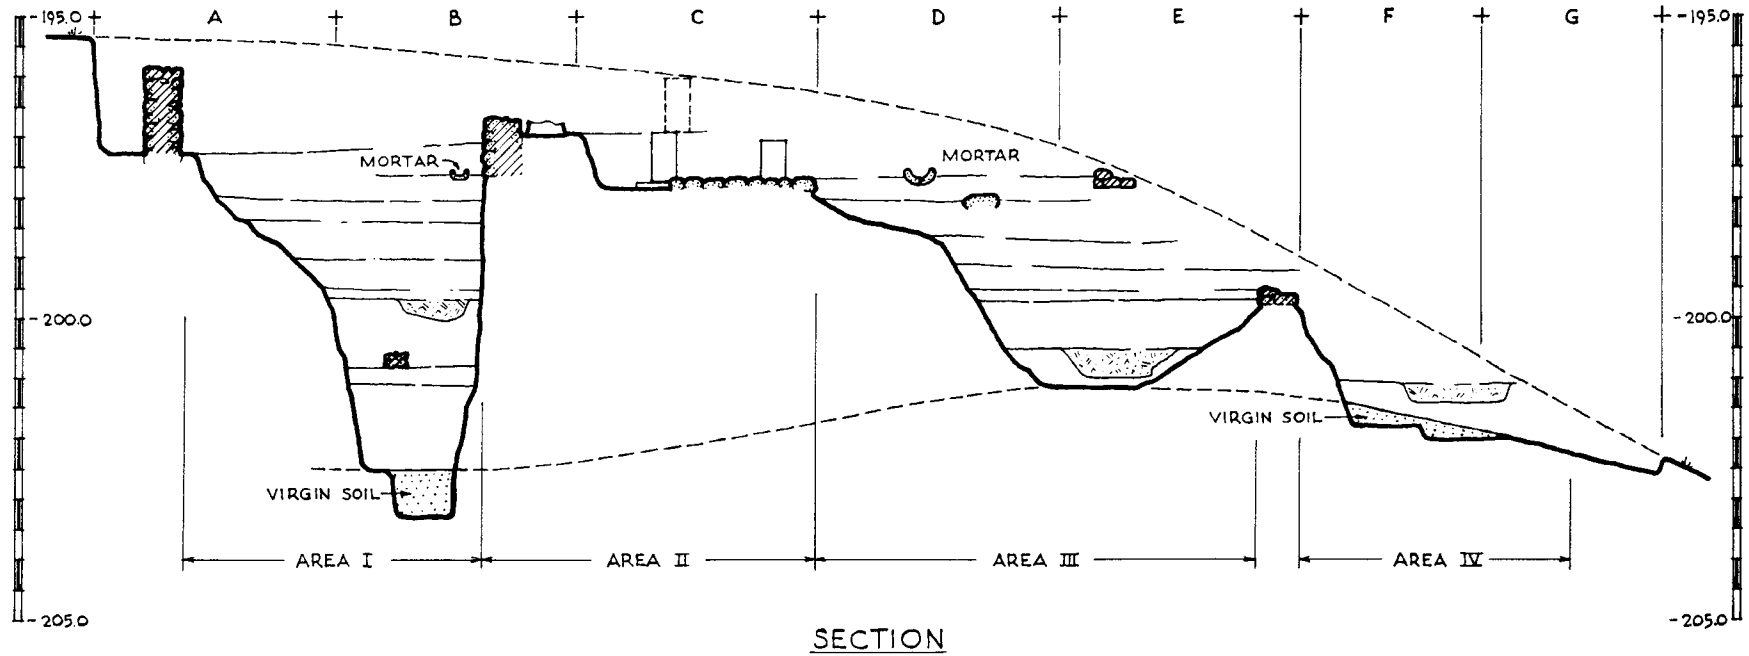 -195.0 A B C D E F G -195.0
MORTAR MORTAR
-200.0 -200.0
VIRGIN SOIL
VIRGIN SOIL
AREA I AREA II AREA III AREA IV
-205.0 -205.0
SECTION